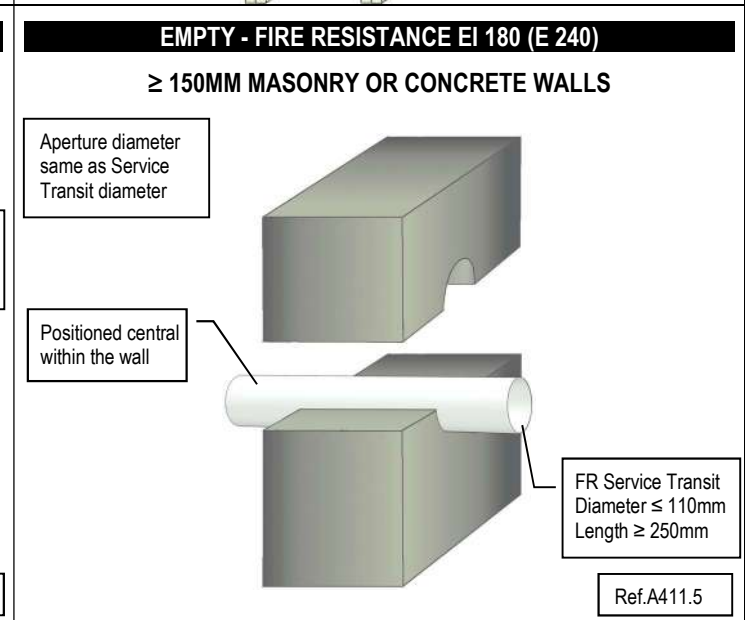 EMPTY - FIRE RESISTANCE EI 180 (E 240)
≥ 150MM MASONRY OR CONCRETE WALLS
Aperture diameter
same as Service
Transit diameter
Positioned central
within the wall
FR Service Transit
Diameter ≤ 110mm
Length ≥ 250mm
Ref.A411.5